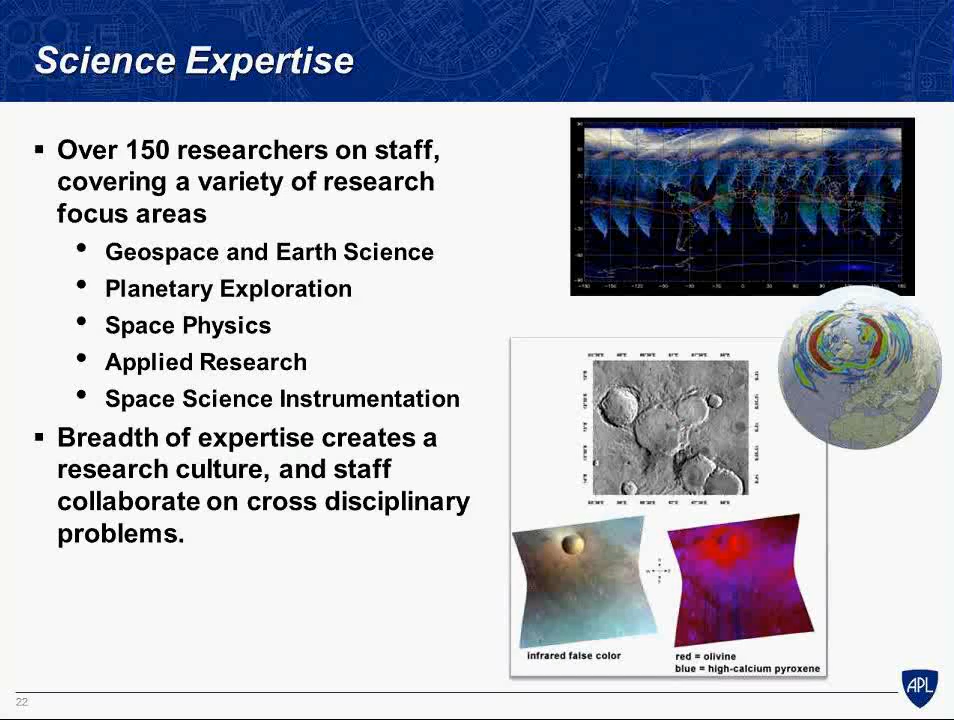 Science Expertise
▪ Over 150 researchers on staff,
covering a variety of research
focus areas
• Geospace and Earth Science
• Planetary Exploration
• Space Physics
• Applied Research
• Space Science Instrumentation
▪ Breadth of expertise creates a
research culture, and staff
collaborate on cross disciplinary
problems.
infrared false color
red = olivine
blue = high-calcium pyroxene
22
APL